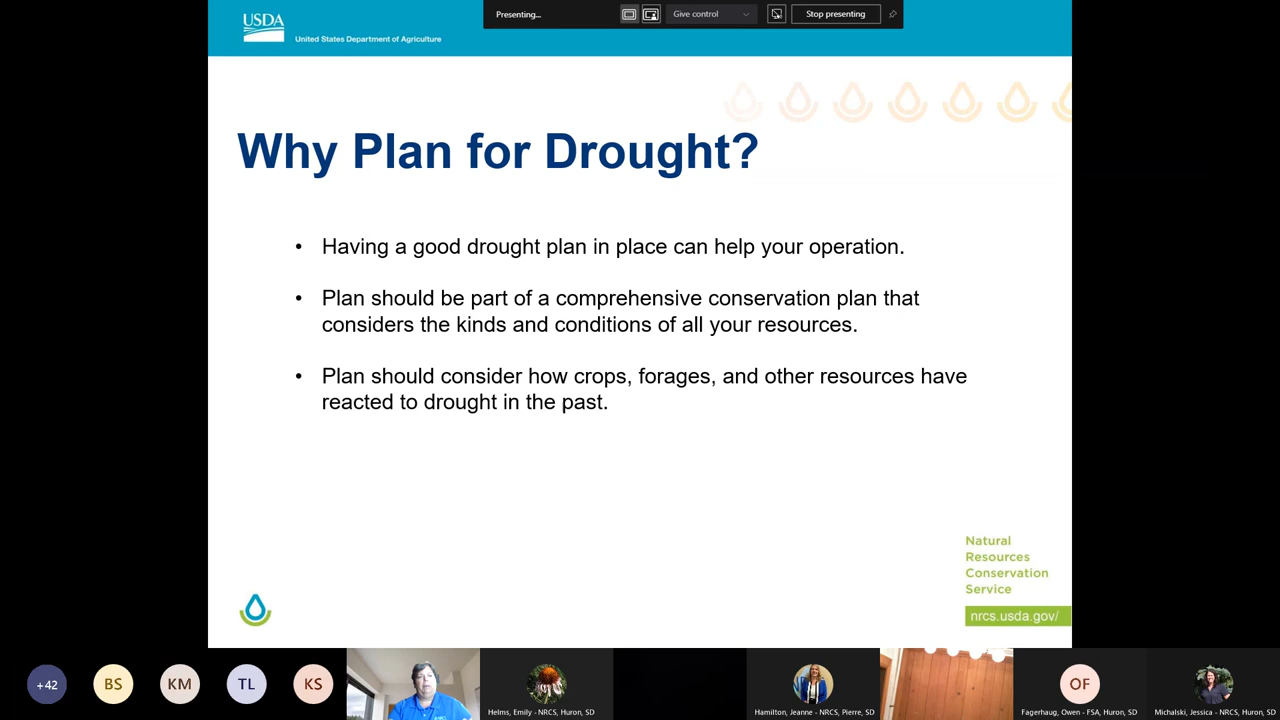 Presenting...
Give control
Stop presenting
USDA
United States Department of Agriculture
Why Plan for Drought?
• Having a good drought plan in place can help your operation.
• Plan should be part of a comprehensive conservation plan that
considers the kinds and conditions of all your resources.
• Plan should consider how crops, forages, and other resources have
reacted to drought in the past.
Natural
Resources
Conservation
Service
nrcs.usda.gov/
+42
BS
KM
TL
KS
Helms, Emily - NRCS, Huron, SD
Hamilton, Jeanne - NRCS, Pierre, SD
OF
Fagerhaug, Owen - FSA, Huron, SD
Michalski, Jessica - NRCS, Huron, SD